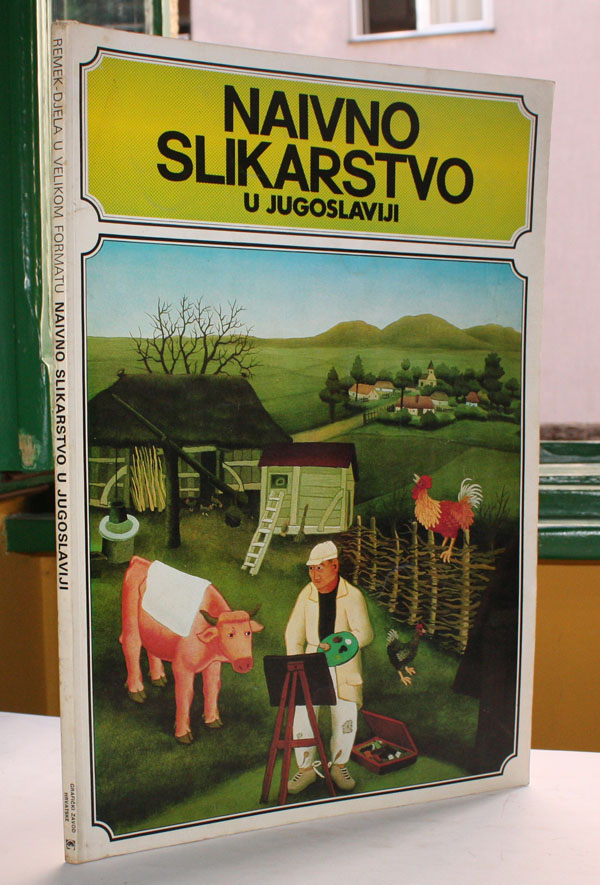 NAIVNO
SLIKARSTVO
U JUGOSLAVIJI
REMEK-DJELA U VELIKOM FORMATU NAIVNO SLIKARSTVO U JUGOSLAVIJI
GRAFIČKI ZAVOD
HRVATSKE